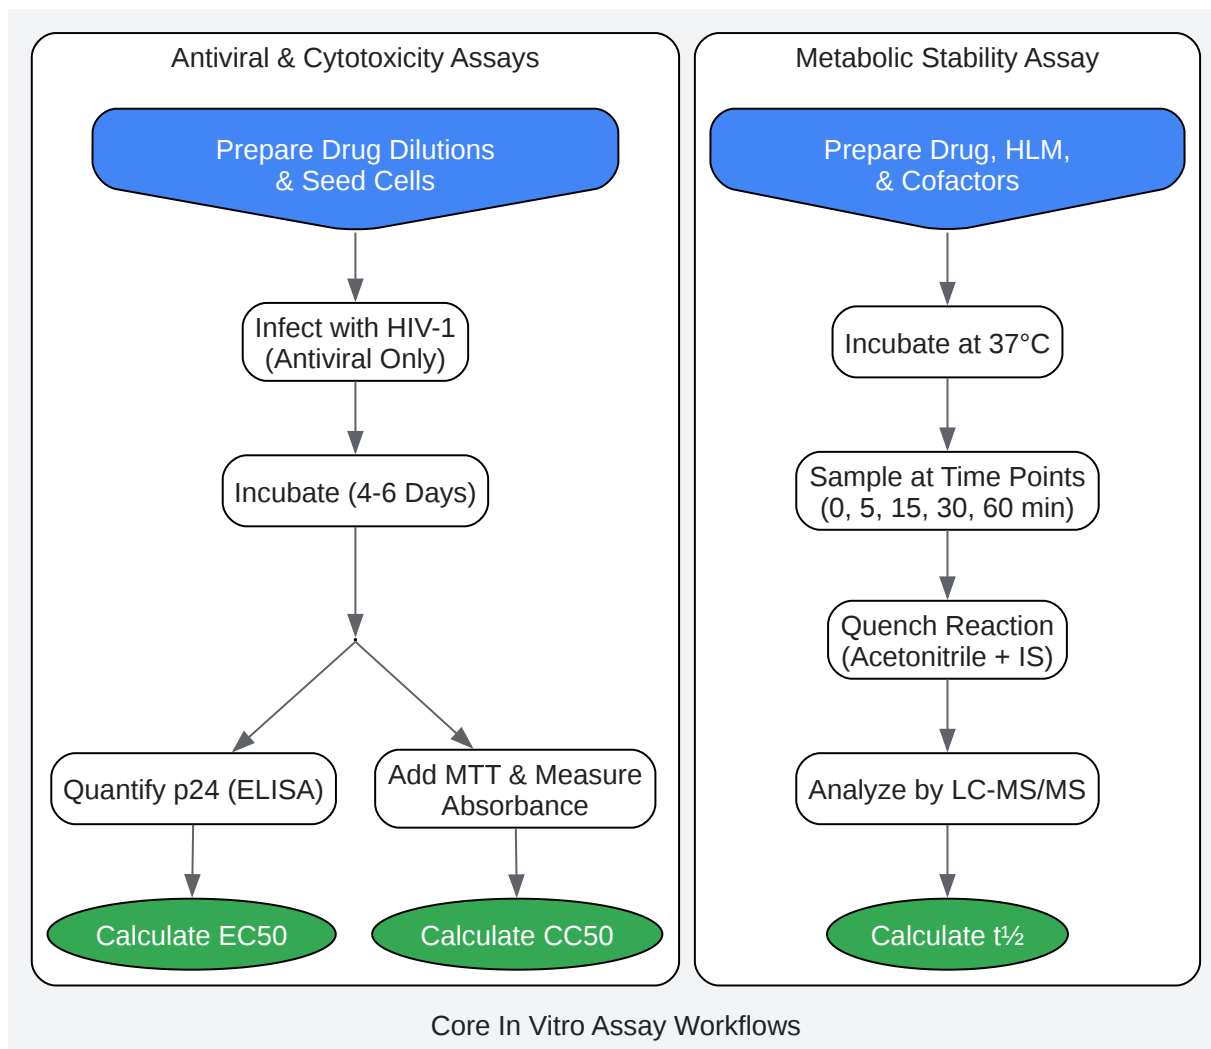 Antiviral & Cytotoxicity Assays
Prepare Drug Dilutions
& Seed Cells
Infect with HIV-1
(Antiviral Only)
Incubate (4-6 Days)
Quantify p24 (ELISA)
Add MTT & Measure
Absorbance
Calculate EC50
Calculate CC50
Metabolic Stability Assay
Prepare Drug, HLM,
& Cofactors
Incubate at 37°C
Sample at Time Points
(0, 5, 15, 30, 60 min)
Quench Reaction
(Acetonitrile + IS)
Analyze by LC-MS/MS
Calculate t½
Core In Vitro Assay Workflows